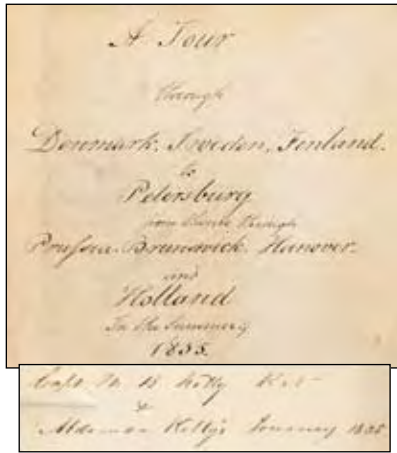 A Tour
through
Denmark, Sweden, Finland.
to
Petersburg
from thence through
Prussia. Brunswick. Hanover.
and
Holland
In the Summer of
1835.
Capt. Kelly
&
Alderman Kelly's Journey 1835